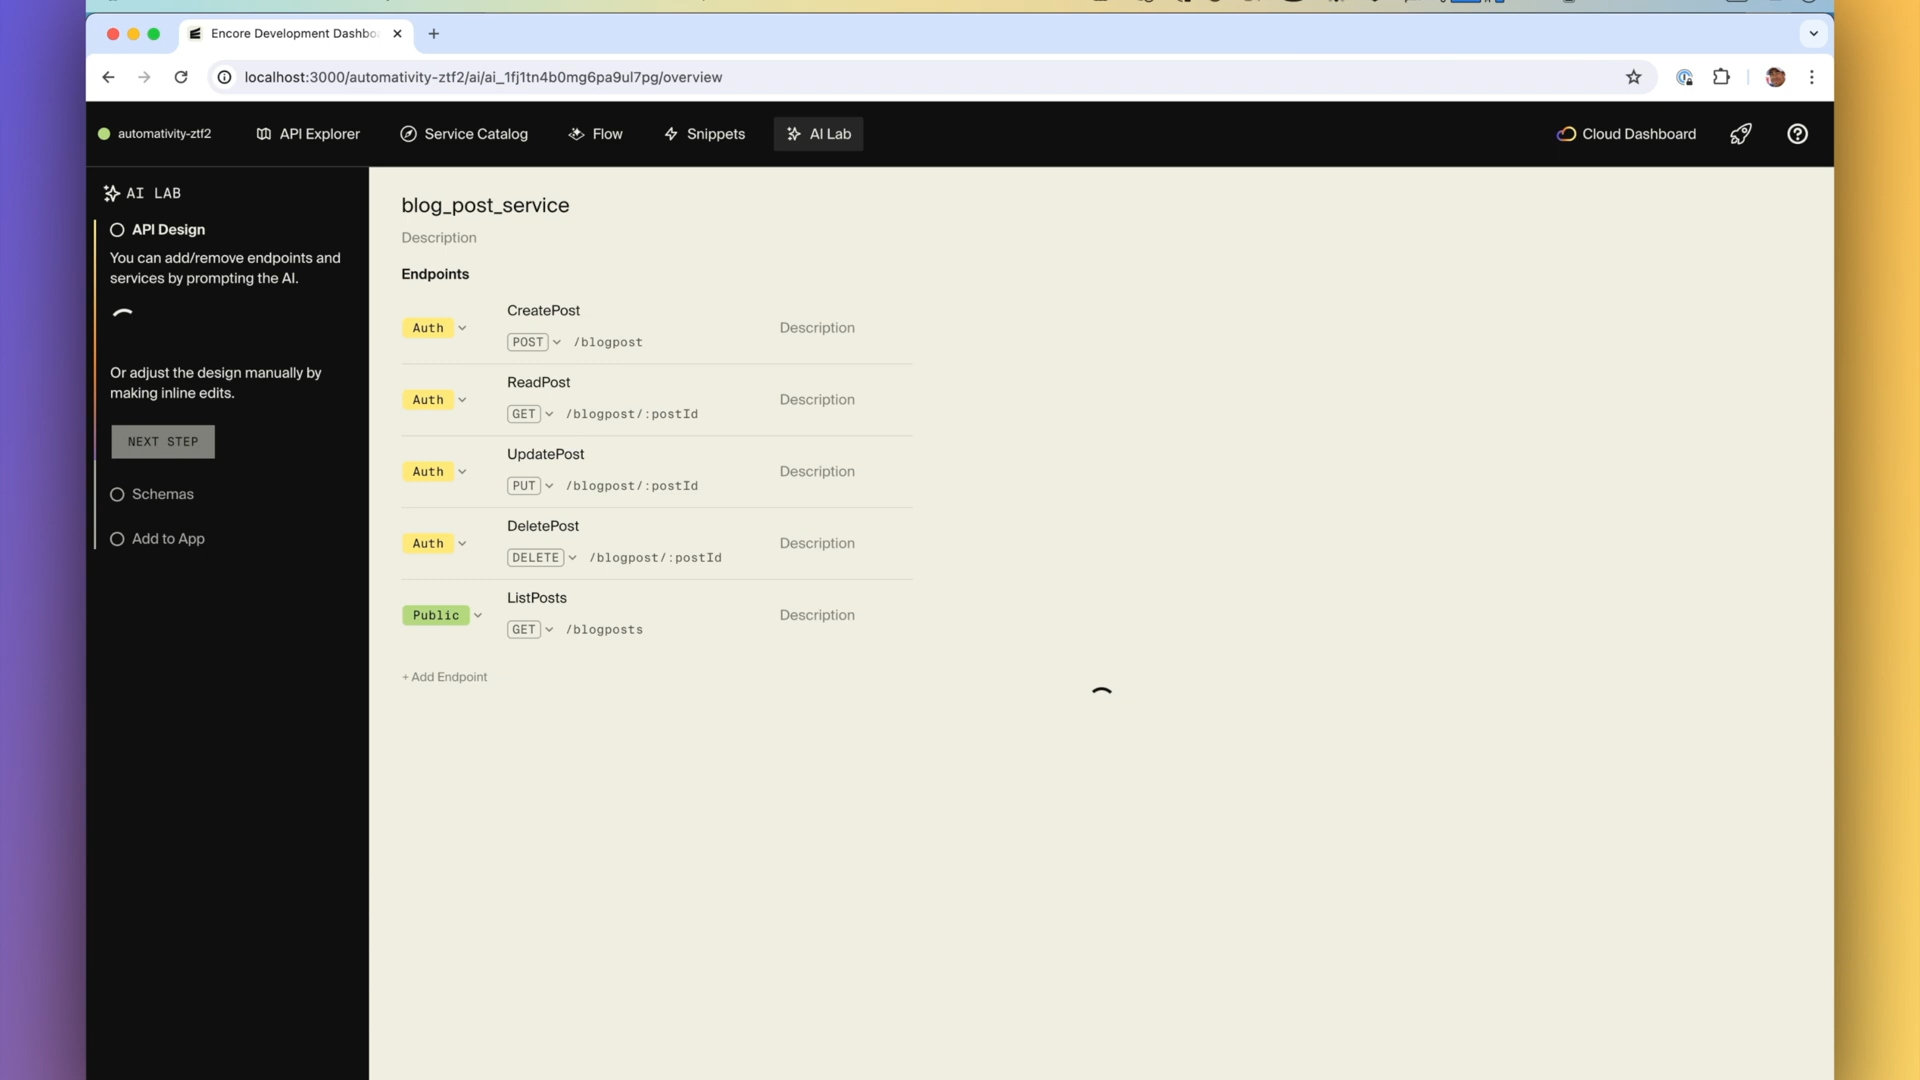 Encore Development Dashbo
localhost:3000/automativity-ztf2/ai/ai_1fj1tn4b0mg6pa9ul7pg/overview
automativity-ztf2
API Explorer
Service Catalog
Flow
Snippets
AI Lab
Cloud Dashboard
AI LAB
API Design
You can add/remove endpoints and
services by prompting the AI.
Or adjust the design manually by
making inline edits.
NEXT STEP
Schemas
Add to App
blog_post_service
Description
Endpoints
Auth
CreatePost
POST /blogpost
Description
Auth
ReadPost
GET /blogpost/:postId
Description
Auth
UpdatePost
PUT /blogpost/:postId
Description
Auth
DeletePost
DELETE /blogpost/:postId
Description
Public
ListPosts
GET /blogposts
Description
+ Add Endpoint